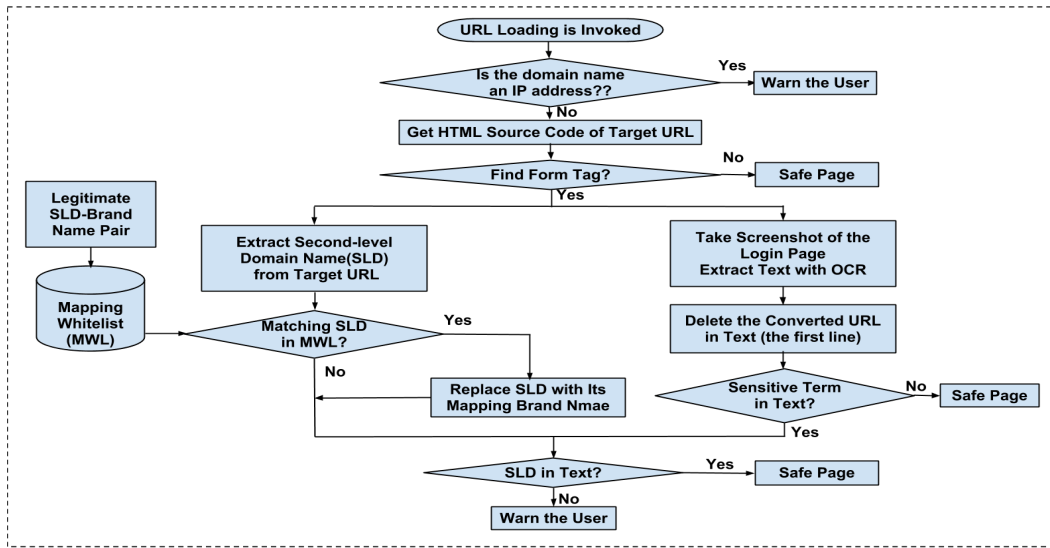 URL Loading is Invoked
Is the domain name
an IP address??
Yes
Warn the User
No
Get HTML Source Code of Target URL
Find Form Tag?
No
Safe Page
Yes
Legitimate
SLD-Brand
Name Pair
Extract Second-level
Domain Name(SLD)
from Target URL
Take Screenshot of the
Login Page
Extract Text with OCR
Mapping
Whitelist
(MWL)
Matching SLD
in MWL?
Yes
No
Delete the Converted URL
in Text (the first line)
Replace SLD with Its
Mapping Brand Nmae
Sensitive Term
in Text?
No
Safe Page
Yes
SLD in Text?
Yes
Safe Page
No
Warn the User